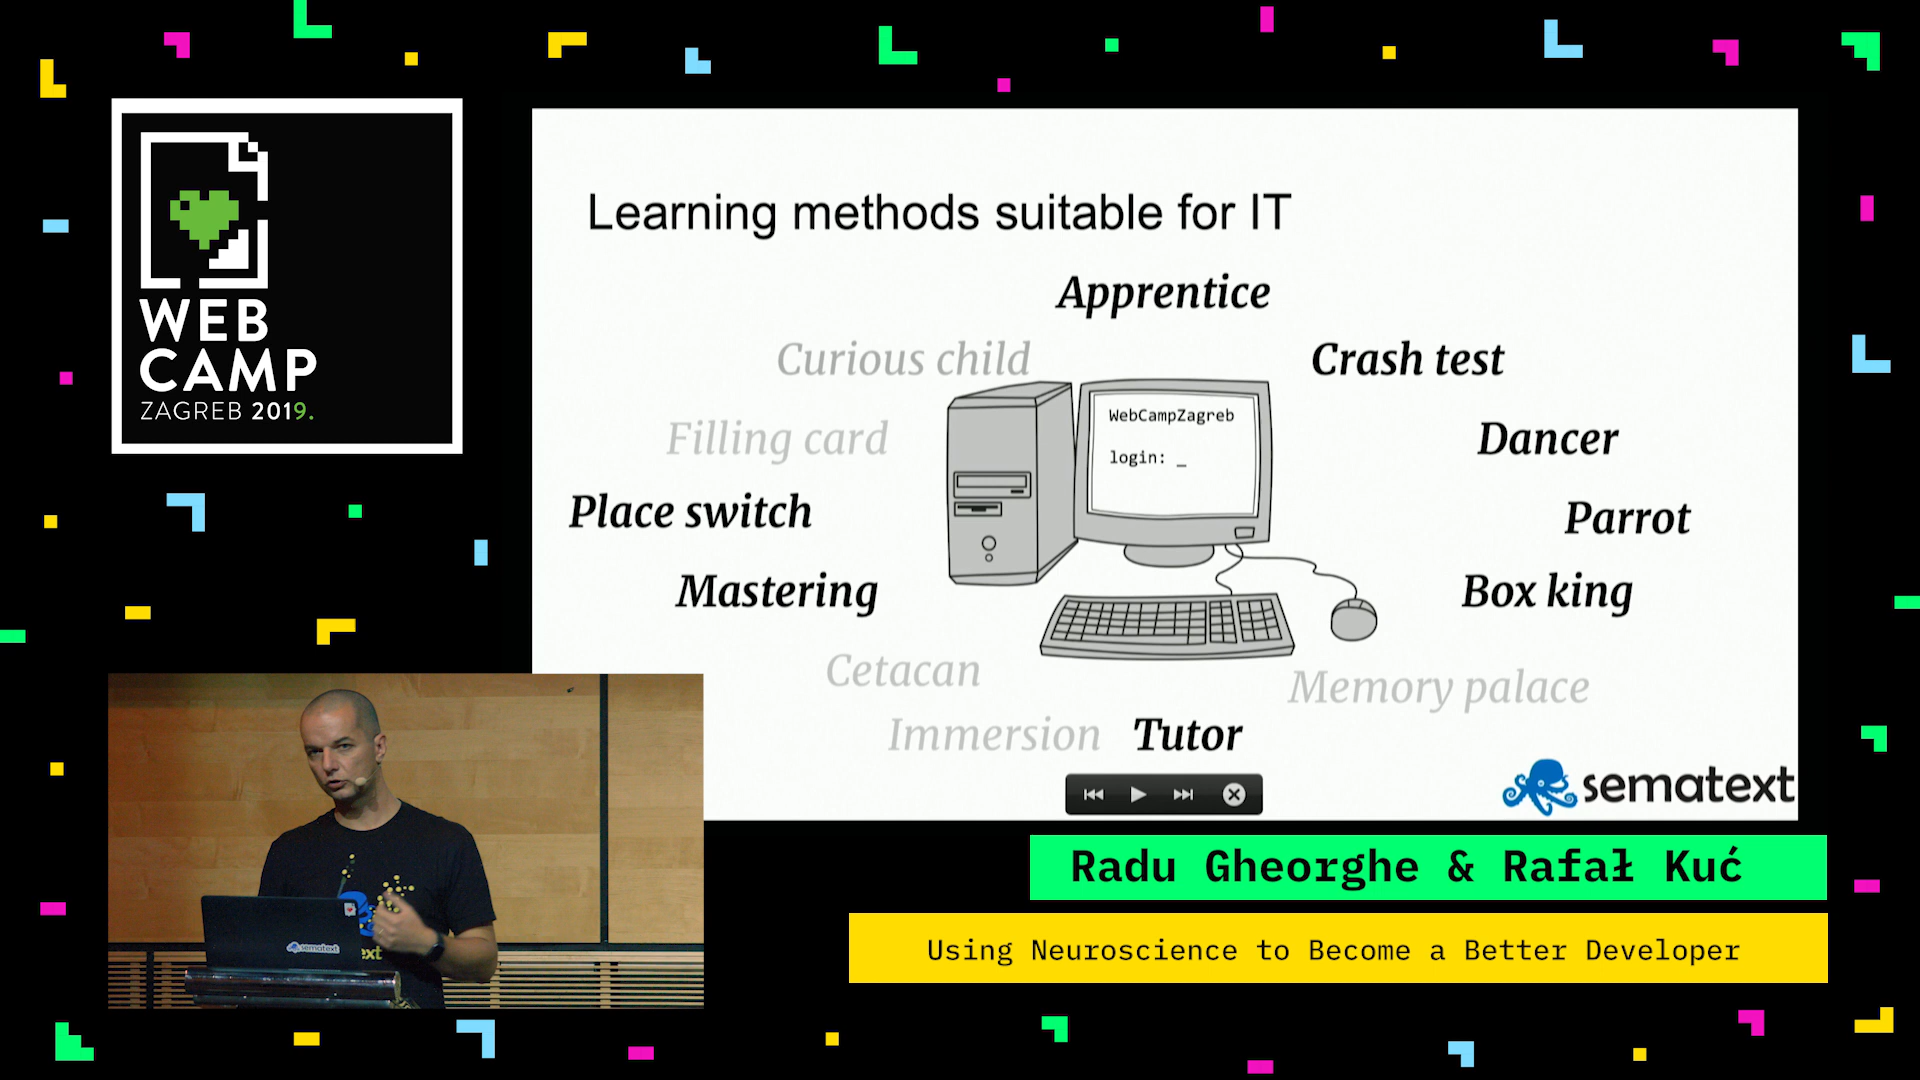 WEB
CAMP
ZAGREB 2019.
Learning methods suitable for IT
Apprentice
Curious child
Crash test
Filling card
Dancer
Place switch
Parrot
Mastering
Box king
Cetacan
Memory palace
Immersion
Tutor
WebCampZagreb
login: _
sematext
sematext
ext
Radu Gheorghe & Rafał Kuć
Using Neuroscience to Become a Better Developer